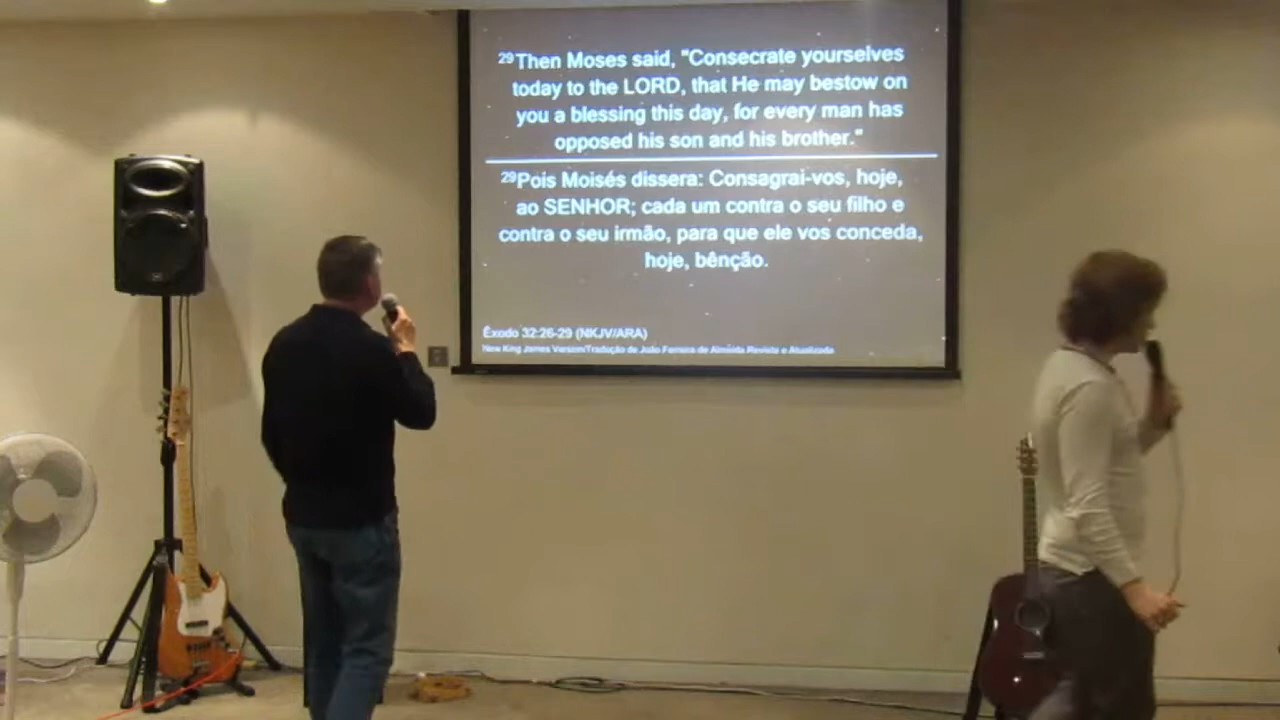 29Then Moses said, "Consecrate yourselves
today to the LORD, that He may bestow on
you a blessing this day, for every man has
opposed his son and his brother."
29Pois Moisés dissera: Consagrai-vos, hoje,
ao SENHOR; cada um contra o seu filho e
contra o seu irmão, para que ele vos conceda,
hoje, bênção.
Êxodo 32:26-29 (NKJV/ARA)
New King James Version/Tradução de João Ferreira de Almeida Revista e Atualizada